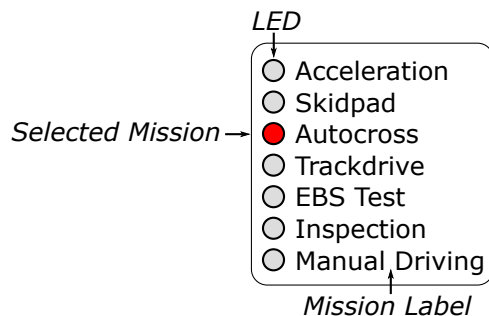 LED
Acceleration
Skidpad
Selected Mission Autocross
Trackdrive
EBS Test
Inspection
Manual Driving
Mission Label